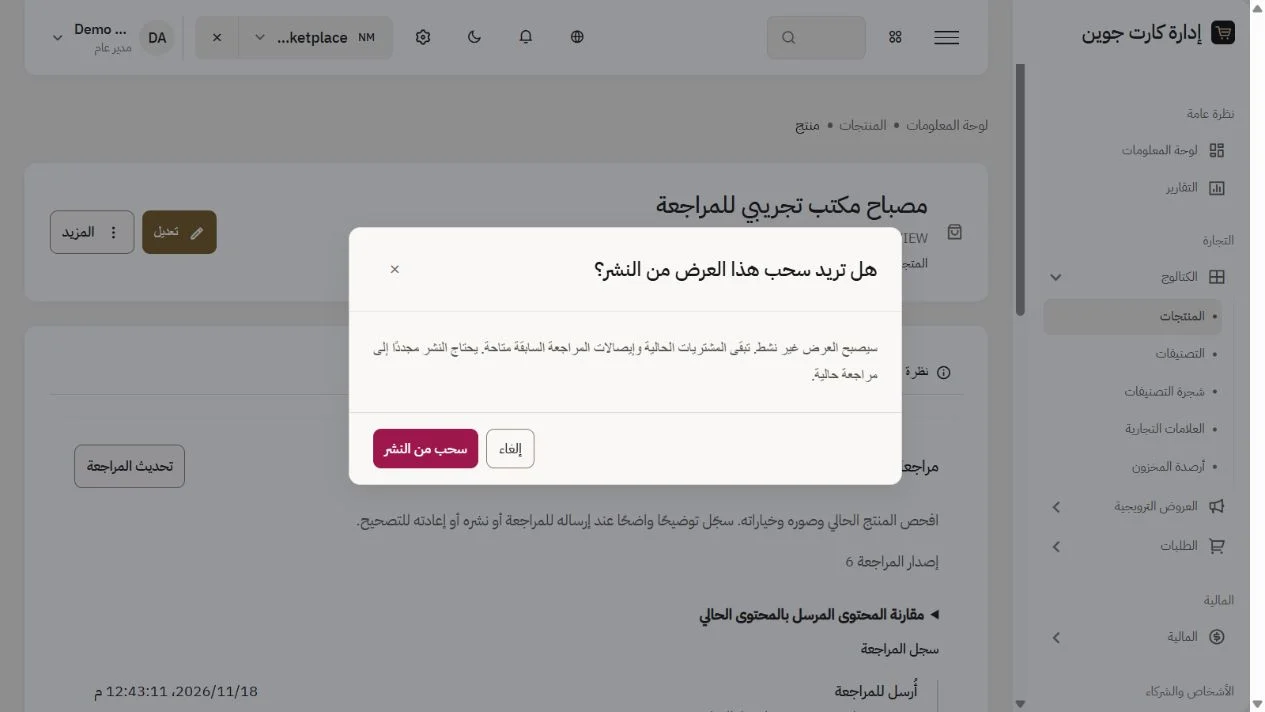 إدارة كارت جوين
NM
ketplace...
DA
Demo ...
مدير عام
نظرة عامة
لوحة المعلومات
التقارير
التجارة
الكتالوج
المنتجات
التصنيفات
شجرة التصنيفات
العلامات التجارية
أرصدة المخزون
العروض الترويجية
الطلبات
المالية
المالية
الأشخاص والشركاء
لوحة المعلومات • المنتجات • منتج
مصباح مكتب تجريبي للمراجعة
تعديل
المزيد
هل تريد سحب هذا العرض من النشر؟
سيصبح العرض غير نشط. تبقى المشتريات الحالية وإيصالات المراجعة السابقة متاحة. يحتاج النشر مجددًا إلى
مراجعة حالية.
إلغاء
سحب من النشر
نظرة
تحديث المراجعة
افحص المنتج الحالي وصوره وخياراته. سجّل توضيحًا واضحًا عند إرساله للمراجعة أو نشره أو إعادته للتصحيح.
إصدار المراجعة 6
مقارنة المحتوى المرسل بالمحتوى الحالي
سجل المراجعة
أُرسل للمراجعة
2026/11/18، 12:43:11 م